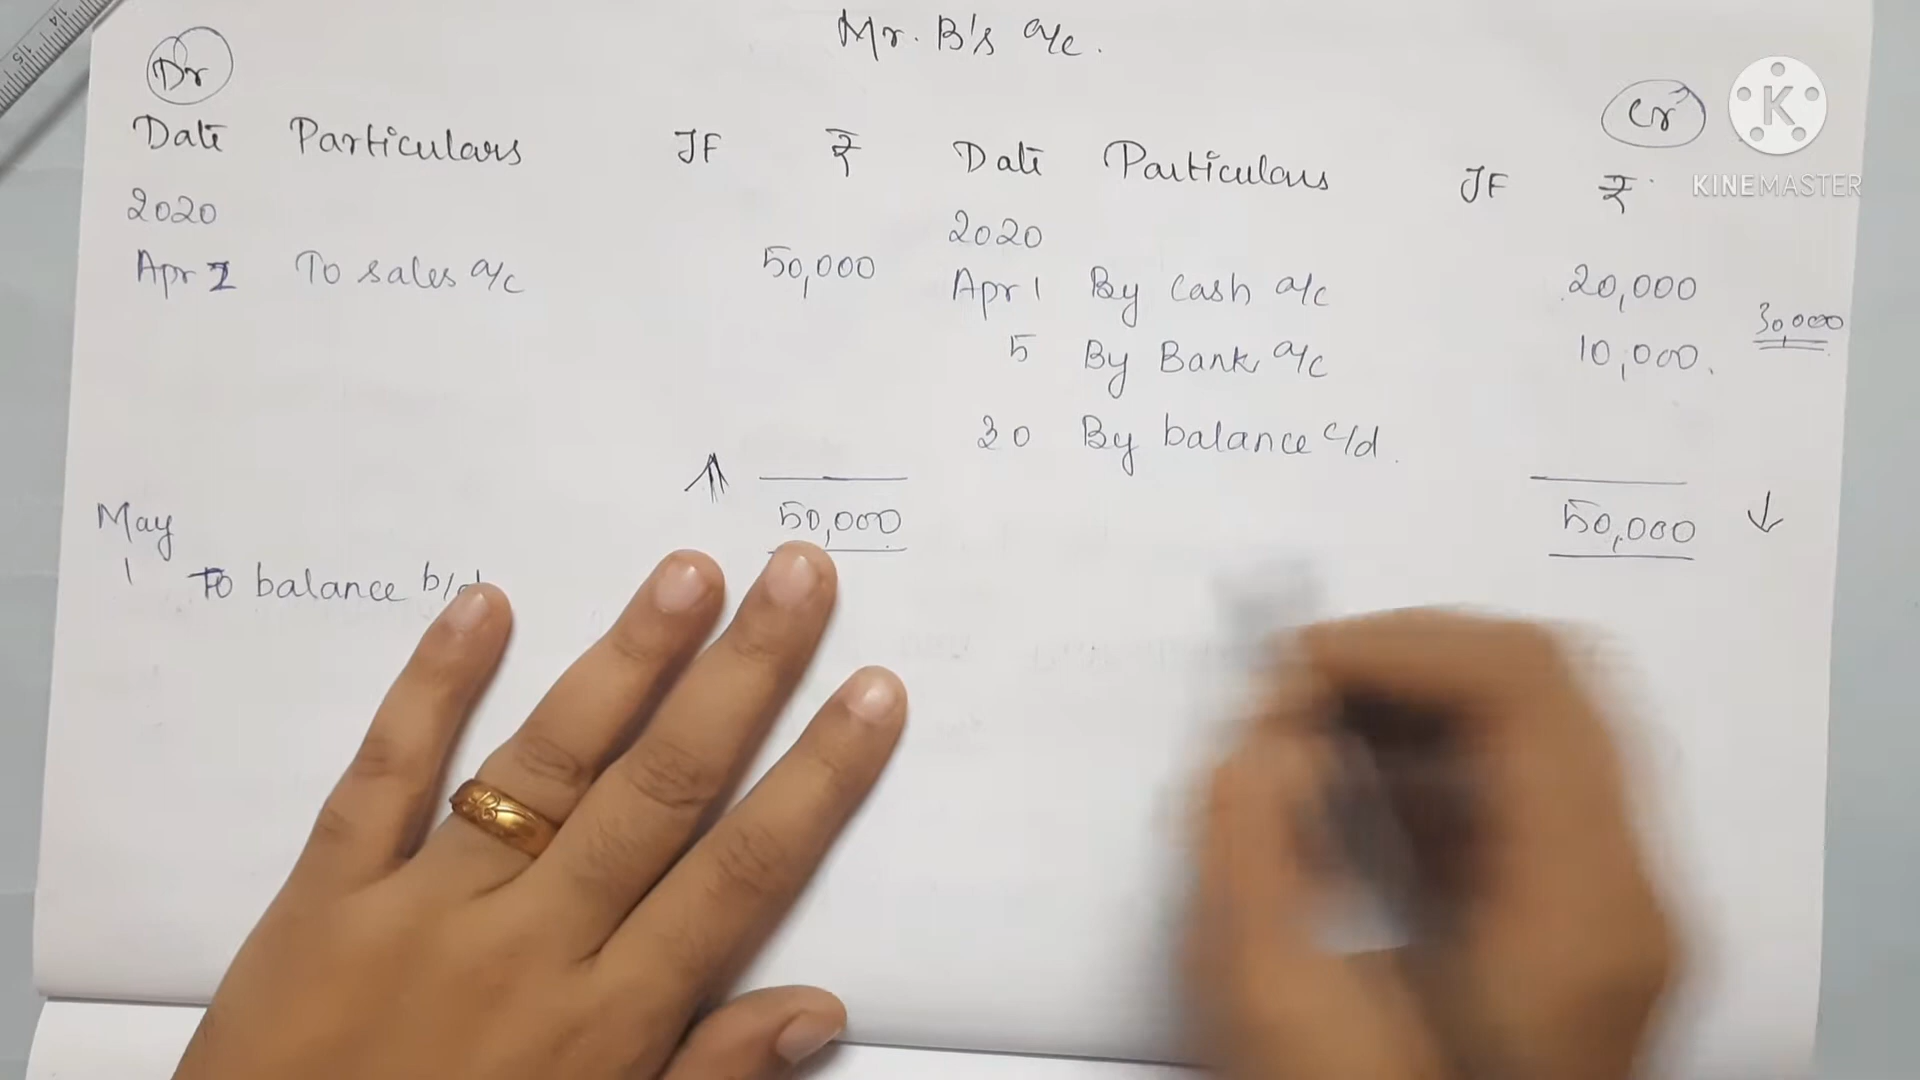 Mr. B's a/c.
Dr
Cr
Date Particulars JF ₹ Date Particulars JF ₹
2020 2020
Apr 1 To sales a/c 50,000 Apr 1 By Cash a/c 20,000
30,000
5 By Bank a/c 10,000.
30 By balance c/d.
50,000 50,000
May
1 To balance b/d
K
KINEMASTER
14
15